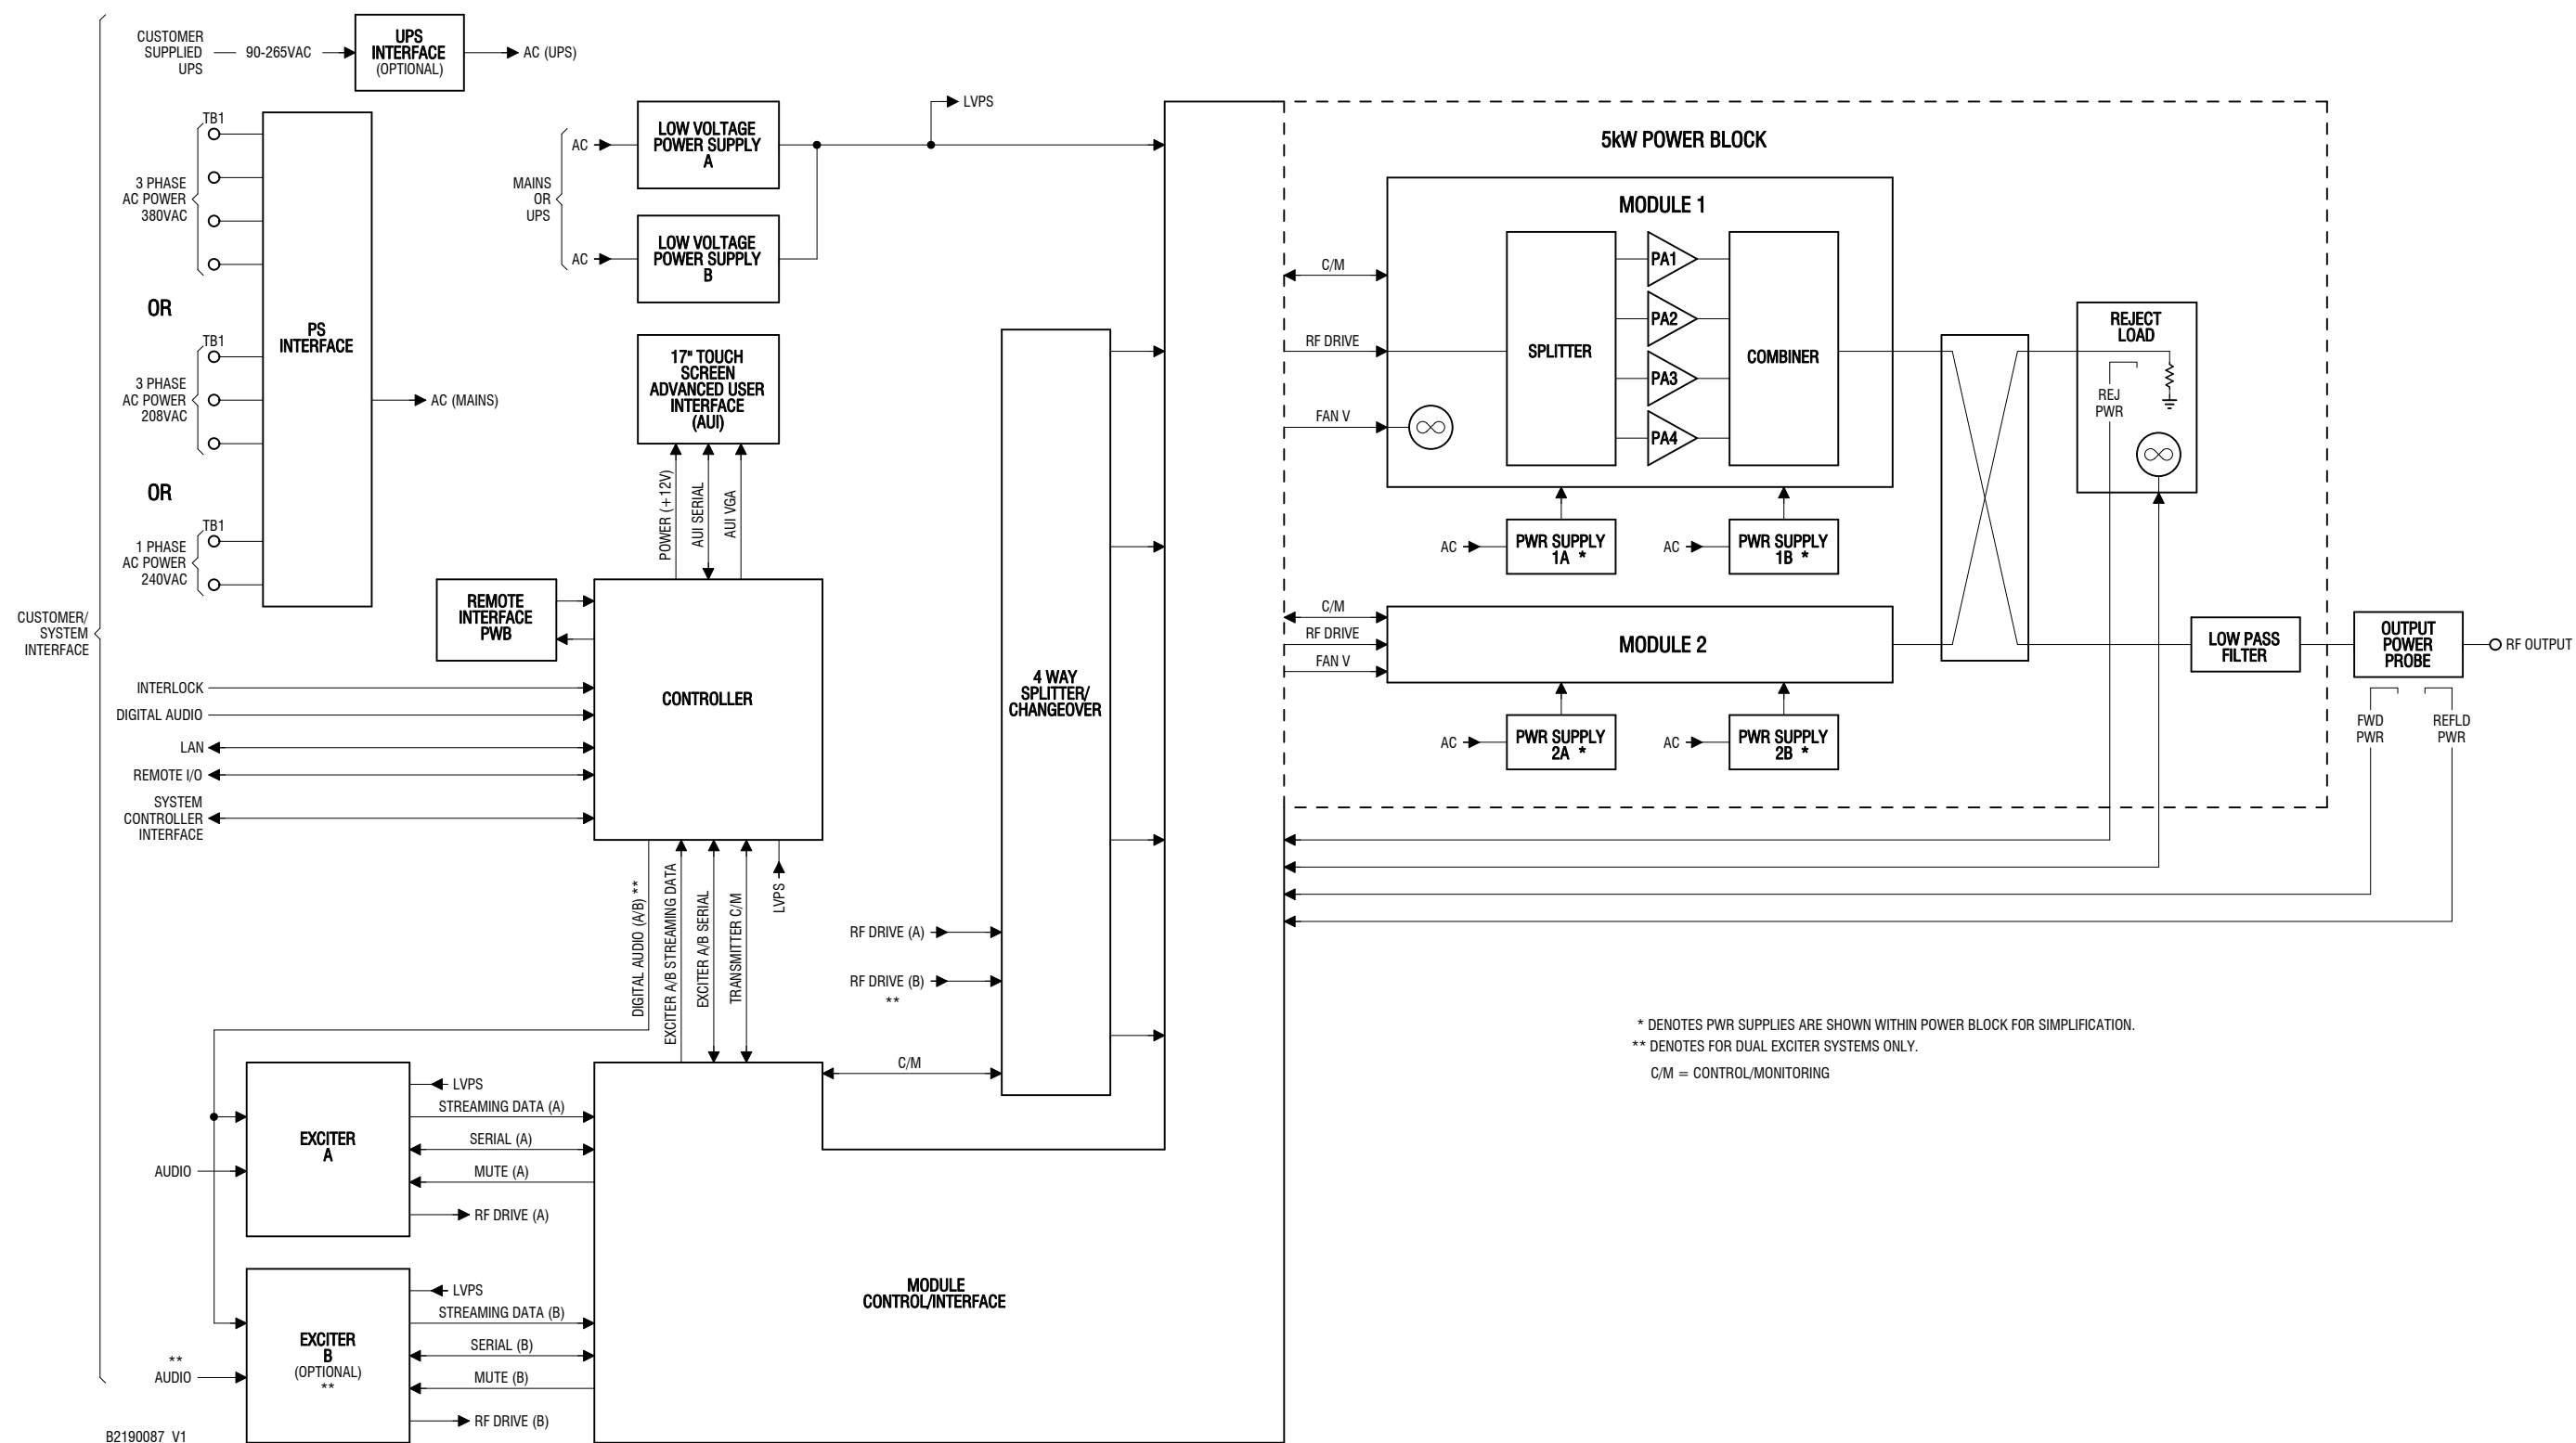 CUSTOMER
SUPPLIED
UPS
90-265VAC
UPS
INTERFACE
(OPTIONAL)
AC (UPS)
TB1
3 PHASE
AC POWER
380VAC
OR
TB1
3 PHASE
AC POWER
208VAC
OR
TB1
1 PHASE
AC POWER
240VAC
PS
INTERFACE
AC (MAINS)
CUSTOMER/
SYSTEM
INTERFACE
MAINS
OR
UPS
AC
LOW VOLTAGE
POWER SUPPLY
A
LVPS
AC
LOW VOLTAGE
POWER SUPPLY
B
17" TOUCH
SCREEN
ADVANCED USER
INTERFACE
(AUI)
POWER (+12V)
AUI SERIAL
AUI VGA
REMOTE
INTERFACE
PWB
CONTROLLER
INTERLOCK
DIGITAL AUDIO
LAN
REMOTE I/O
SYSTEM
CONTROLLER
INTERFACE
DIGITAL AUDIO (A/B) **
EXCITER A/B STREAMING DATA
EXCITER A/B SERIAL
TRANSMITTER C/M
LVPS
4 WAY
SPLITTER/
CHANGEOVER
RF DRIVE (A)
RF DRIVE (B)
**
C/M
EXCITER
A
AUDIO
LVPS
STREAMING DATA (A)
SERIAL (A)
MUTE (A)
RF DRIVE (A)
EXCITER
B
(OPTIONAL)
**
**
AUDIO
LVPS
STREAMING DATA (B)
SERIAL (B)
MUTE (B)
RF DRIVE (B)
MODULE
CONTROL/INTERFACE
5kW POWER BLOCK
MODULE 1
C/M
RF DRIVE
FAN V
SPLITTER
PA1
PA2
PA3
PA4
COMBINER
AC
PWR SUPPLY
1A *
AC
PWR SUPPLY
1B *
C/M
RF DRIVE
FAN V
MODULE 2
AC
PWR SUPPLY
2A *
AC
PWR SUPPLY
2B *
REJECT
LOAD
REJ
PWR
LOW PASS
FILTER
OUTPUT
POWER
PROBE
RF OUTPUT
FWD
PWR
REFLD
PWR
* DENOTES PWR SUPPLIES ARE SHOWN WITHIN POWER BLOCK FOR SIMPLIFICATION.
** DENOTES FOR DUAL EXCITER SYSTEMS ONLY.
C/M = CONTROL/MONITORING
B2190087 V1